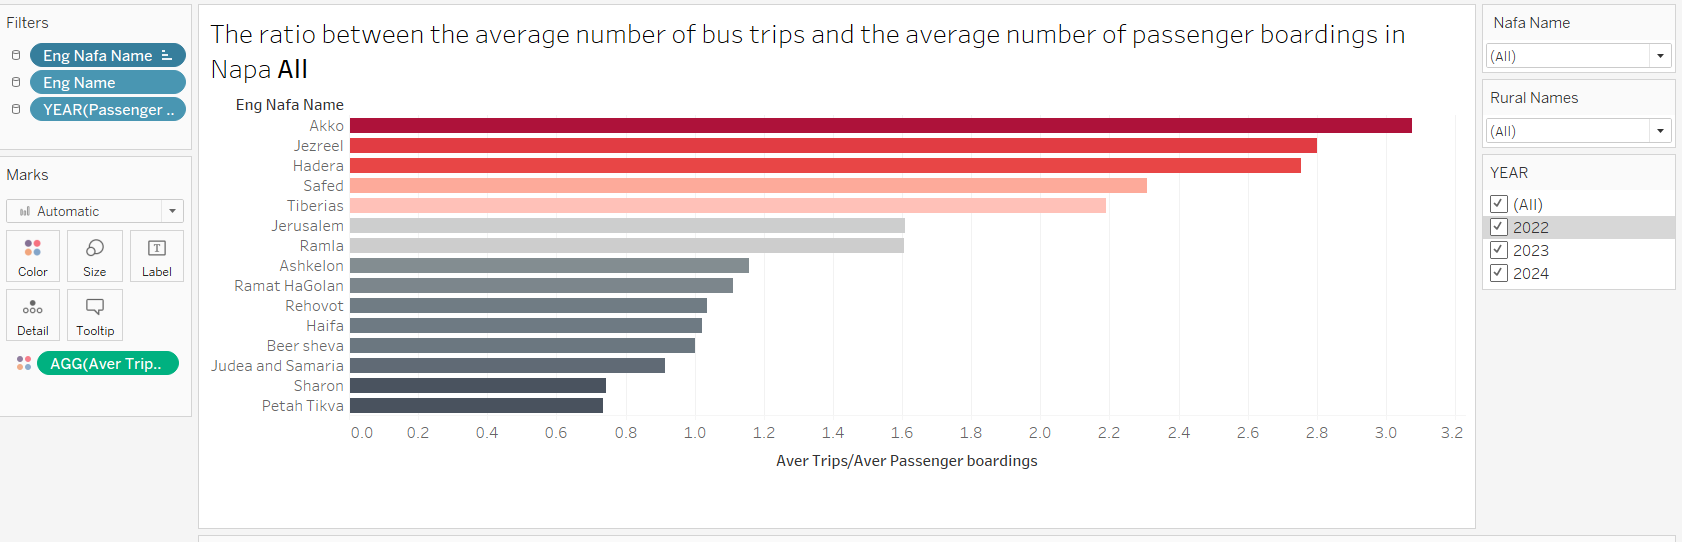 Filters
Eng Nafa Name
Eng Name
YEAR(Passenger ..
Marks
Automatic
Color
Size
T
Label
Detail
Tooltip
AGG(Aver Trip..
The ratio between the average number of bus trips and the average number of passenger boardings in
Napa All
Eng Nafa Name
Akko
Jezreel
Hadera
Safed
Tiberias
Jerusalem
Ramla
Ashkelon
Ramat HaGolan
Rehovot
Haifa
Beer sheva
Judea and Samaria
Sharon
Petah Tikva
0.0 0.2 0.4 0.6 0.8 1.0 1.2 1.4 1.6 1.8 2.0 2.2 2.4 2.6 2.8 3.0 3.2
Aver Trips/Aver Passenger boardings
Nafa Name
(All)
Rural Names
(All)
YEAR
(All)
2022
2023
2024